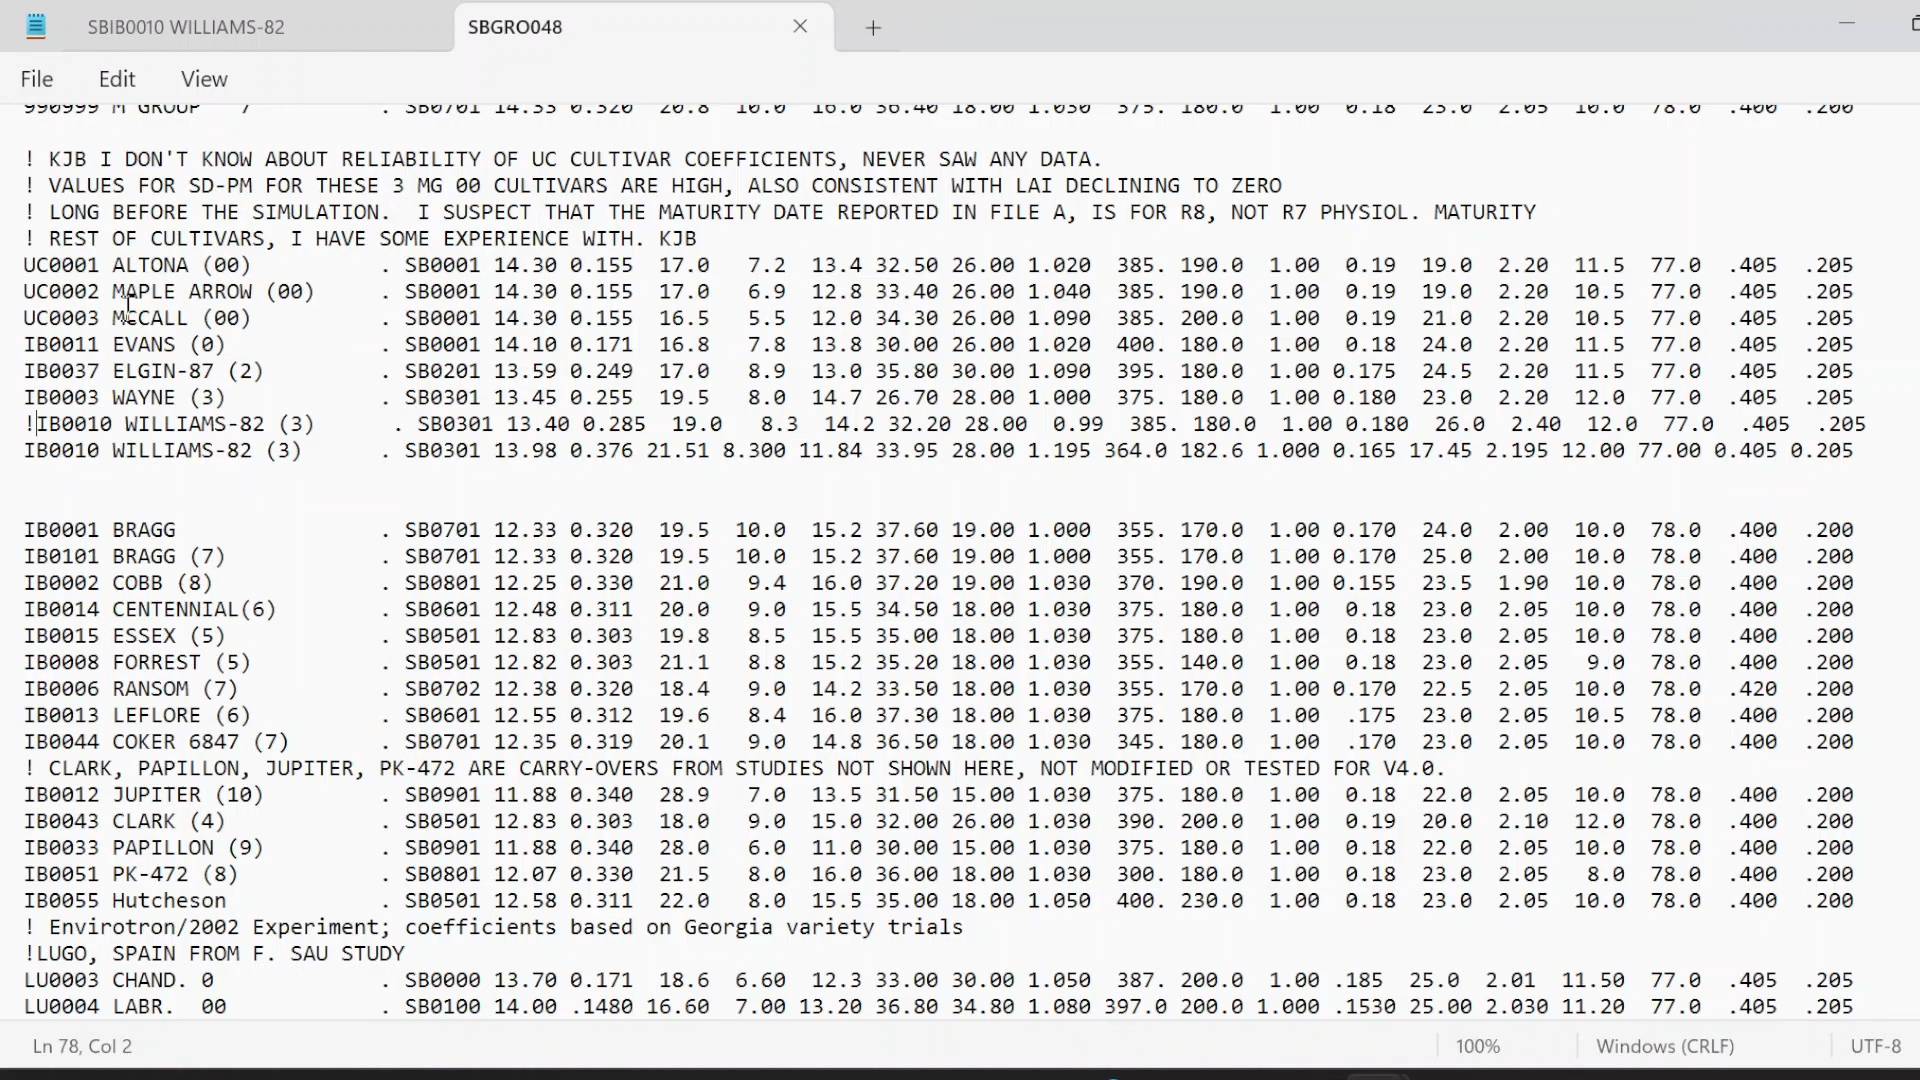 SBIB0010 WILLIAMS-82
SBGRO048
File Edit View
990999 M GROUP 7 . SB0701 14.33 0.320 20.8 10.0 16.0 36.40 18.00 1.030 375. 180.0 1.00 0.18 23.0 2.05 10.0 78.0 .400 .200
! KJB I DON'T KNOW ABOUT RELIABILITY OF UC CULTIVAR COEFFICIENTS, NEVER SAW ANY DATA.
! VALUES FOR SD-PM FOR THESE 3 MG 00 CULTIVARS ARE HIGH, ALSO CONSISTENT WITH LAI DECLINING TO ZERO
! LONG BEFORE THE SIMULATION. I SUSPECT THAT THE MATURITY DATE REPORTED IN FILE A, IS FOR R8, NOT R7 PHYSIOL. MATURITY
! REST OF CULTIVARS, I HAVE SOME EXPERIENCE WITH. KJB
UC0001 ALTONA (00) . SB0001 14.30 0.155 17.0 7.2 13.4 32.50 26.00 1.020 385. 190.0 1.00 0.19 19.0 2.20 11.5 77.0 .405 .205
UC0002 MAPLE ARROW (00) . SB0001 14.30 0.155 17.0 6.9 12.8 33.40 26.00 1.040 385. 190.0 1.00 0.19 19.0 2.20 10.5 77.0 .405 .205
UC0003 MCCALL (00) . SB0001 14.30 0.155 16.5 5.5 12.0 34.30 26.00 1.090 385. 200.0 1.00 0.19 21.0 2.20 10.5 77.0 .405 .205
IB0011 EVANS (0) . SB0001 14.10 0.171 16.8 7.8 13.8 30.00 26.00 1.020 400. 180.0 1.00 0.18 24.0 2.20 11.5 77.0 .405 .205
IB0037 ELGIN-87 (2) . SB0201 13.59 0.249 17.0 8.9 13.0 35.80 30.00 1.090 395. 180.0 1.00 0.175 24.5 2.20 11.5 77.0 .405 .205
IB0003 WAYNE (3) . SB0301 13.45 0.255 19.5 8.0 14.7 26.70 28.00 1.000 375. 180.0 1.00 0.180 23.0 2.20 12.0 77.0 .405 .205
!IB0010 WILLIAMS-82 (3) . SB0301 13.40 0.285 19.0 8.3 14.2 32.20 28.00 0.99 385. 180.0 1.00 0.180 26.0 2.40 12.0 77.0 .405 .205
IB0010 WILLIAMS-82 (3) . SB0301 13.98 0.376 21.51 8.300 11.84 33.95 28.00 1.195 364.0 182.6 1.000 0.165 17.45 2.195 12.00 77.00 0.405 0.205
IB0001 BRAGG . SB0701 12.33 0.320 19.5 10.0 15.2 37.60 19.00 1.000 355. 170.0 1.00 0.170 24.0 2.00 10.0 78.0 .400 .200
IB0101 BRAGG (7) . SB0701 12.33 0.320 19.5 10.0 15.2 37.60 19.00 1.000 355. 170.0 1.00 0.170 25.0 2.00 10.0 78.0 .400 .200
IB0002 COBB (8) . SB0801 12.25 0.330 21.0 9.4 16.0 37.20 19.00 1.030 370. 190.0 1.00 0.155 23.5 1.90 10.0 78.0 .400 .200
IB0014 CENTENNIAL(6) . SB0601 12.48 0.311 20.0 9.0 15.5 34.50 18.00 1.030 375. 180.0 1.00 0.18 23.0 2.05 10.0 78.0 .400 .200
IB0015 ESSEX (5) . SB0501 12.83 0.303 19.8 8.5 15.5 35.00 18.00 1.030 375. 180.0 1.00 0.18 23.0 2.05 10.0 78.0 .400 .200
IB0008 FORREST (5) . SB0501 12.82 0.303 21.1 8.8 15.2 35.20 18.00 1.030 355. 140.0 1.00 0.18 23.0 2.05 9.0 78.0 .400 .200
IB0006 RANSOM (7) . SB0702 12.38 0.320 18.4 9.0 14.2 33.50 18.00 1.030 355. 170.0 1.00 0.170 22.5 2.05 10.0 78.0 .420 .200
IB0013 LEFLORE (6) . SB0601 12.55 0.312 19.6 8.4 16.0 37.30 18.00 1.030 375. 180.0 1.00 .175 23.0 2.05 10.5 78.0 .400 .200
IB0044 COKER 6847 (7) . SB0701 12.35 0.319 20.1 9.0 14.8 36.50 18.00 1.030 345. 180.0 1.00 .170 23.0 2.05 10.0 78.0 .400 .200
! CLARK, PAPILLON, JUPITER, PK-472 ARE CARRY-OVERS FROM STUDIES NOT SHOWN HERE, NOT MODIFIED OR TESTED FOR V4.0.
IB0012 JUPITER (10) . SB0901 11.88 0.340 28.9 7.0 13.5 31.50 15.00 1.030 375. 180.0 1.00 0.18 22.0 2.05 10.0 78.0 .400 .200
IB0043 CLARK (4) . SB0501 12.83 0.303 18.0 9.0 15.0 32.00 26.00 1.030 390. 200.0 1.00 0.19 20.0 2.10 12.0 78.0 .400 .200
IB0033 PAPILLON (9) . SB0901 11.88 0.340 28.0 6.0 11.0 30.00 15.00 1.030 375. 180.0 1.00 0.18 22.0 2.05 10.0 78.0 .400 .200
IB0051 PK-472 (8) . SB0801 12.07 0.330 21.5 8.0 16.0 36.00 18.00 1.030 300. 180.0 1.00 0.18 23.0 2.05 8.0 78.0 .400 .200
IB0055 Hutcheson . SB0501 12.58 0.311 22.0 8.0 15.5 35.00 18.00 1.050 400. 230.0 1.00 0.18 23.0 2.05 10.0 78.0 .400 .200
! Envirotron/2002 Experiment; coefficients based on Georgia variety trials
!LUGO, SPAIN FROM F. SAU STUDY
LU0003 CHAND. 0 . SB0000 13.70 0.171 18.6 6.60 12.3 33.00 30.00 1.050 387. 200.0 1.00 .185 25.0 2.01 11.50 77.0 .405 .205
LU0004 LABR. 00 . SB0100 14.00 .1480 16.60 7.00 13.20 36.80 34.80 1.080 397.0 200.0 1.000 .1530 25.00 2.030 11.20 77.0 .405 .205
Ln 78, Col 2 100% Windows (CRLF) UTF-8